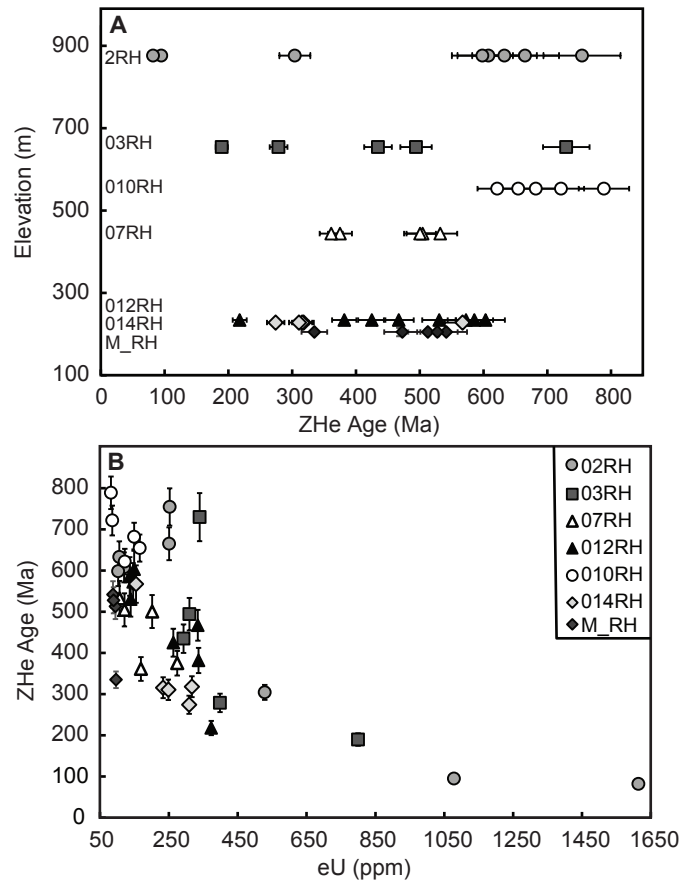 A
900
2RH
700
03RH
010RH
500
07RH
300
012RH
014RH
M_RH
100
Elevation (m)
0 100 200 300 400 500 600 700 800
ZHe Age (Ma)
B
800
700
600
500
400
300
200
100
0
ZHe Age (Ma)
02RH
03RH
07RH
012RH
010RH
014RH
M_RH
50 250 450 650 850 1050 1250 1450 1650
eU (ppm)